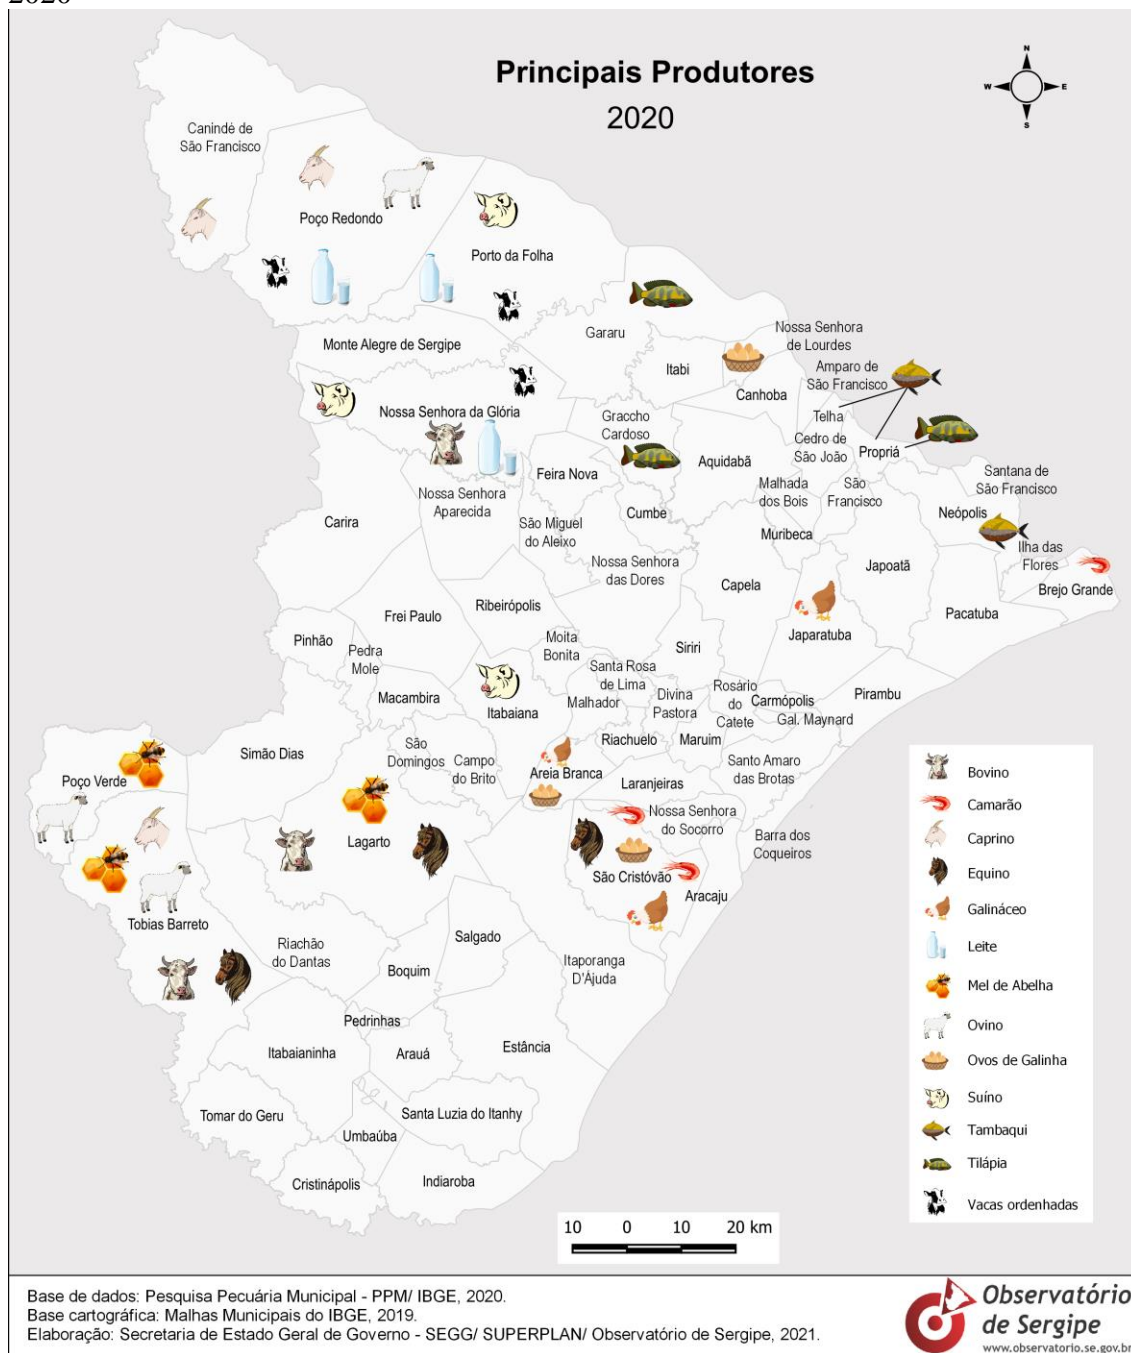 2020
Principais Produtores
2020
N
W
E
S
Canindé de
São Francisco
Poço Redondo
Porto da Folha
Monte Alegre de Sergipe
Gararu
Itabi
Nossa Senhora
de Lourdes
Amparo de
São Francisco
Canhoba
Telha
Nossa Senhora da Glória
Graccho
Cardoso
Cedro de
São João
Propriá
Aquidabã
Feira Nova
Nossa Senhora
Aparecida
Malhada
dos Bois
São
Francisco
Santana de
São Francisco
Neópolis
Carira
São Miguel
do Aleixo
Cumbe
Muribeca
Ilha das
Flores
Nossa Senhora
das Dores
Capela
Japoatã
Brejo Grande
Frei Paulo
Ribeirópolis
Pacatuba
Pinhão
Pedra
Mole
Moita
Bonita
Siriri
Japaratuba
Santa Rosa
de Lima
Macambira
Itabaiana
Malhador
Divina
Pastora
Rosário
do
Catete
Carmópolis
Pirambu
Gal. Maynard
Simão Dias
São
Domingos
Campo
do Brito
Riachuelo
Maruim
Areia Branca
Laranjeiras
Santo Amaro
das Brotas
Poço Verde
Lagarto
Nossa Senhora
do Socorro
Barra dos
Coqueiros
São Cristóvão
Aracaju
Tobias Barreto
Riachão
do Dantas
Salgado
Boquim
Itaporanga
D'Ájuda
Pedrinhas
Itabaianinha
Arauá
Estância
Tomar do Geru
Santa Luzia do Itanhy
Umbaúba
Cristinápolis
Indiaroba
Bovino
Camarão
Caprino
Equino
Galináceo
Leite
Mel de Abelha
Ovino
Ovos de Galinha
Suíno
Tambaqui
Tilápia
Vacas ordenhadas
10 0 10 20 km
Base de dados: Pesquisa Pecuária Municipal - PPM/ IBGE, 2020.
Base cartográfica: Malhas Municipais do IBGE, 2019.
Elaboração: Secretaria de Estado Geral de Governo - SEGG/ SUPERPLAN/ Observatório de Sergipe, 2021.
Observatório
de Sergipe
www.observatorio.se.gov.br